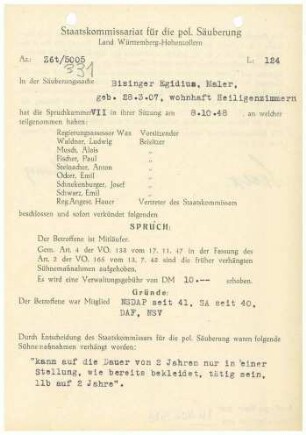 Staatskommissariat für die pol. Säuberung
Land Württemberg-Hohenzollern
Az: Z6t/5005 L: 124
331
In der Säuberungssache Bisinger Egidius, Maler,
geb. 28.3.07, wohnhaft Heiligenzimmern
hat die Spruchkammer VII in ihrer Sitzung am 8.10.48, an welcher
teilgenommen haben:
Regierungsassessor Wax Vorsitzender
Waldner, Ludwig Beisitzer
Musch, Alois "
Fischer, Paul "
Steinacher, Anton "
Oster, Emil "
Schnekenburger, Josef "
Schwarz, Emil "
Reg.Angest. Hauer Vertreter des Staatskommissars
beschlossen und sofort verkündet folgenden
SPRUCH:
Der Betroffene ist Mitläufer.
Gem. Art. 4 der VO. 133 vom 17. 11. 47 in der Fassung des
Art. 2 der VO. 166 vom 13. 2. 48 sind die früher verhängten
Sühnemaßnahmen aufgehoben.
Es wird eine Verwaltungsgebühr von DM 10.-- erhoben.
Gründe:
Der Betroffene war Mitglied NSDAP seit 41, SA seit 40,
DAF, NSV
Durch Entscheidung des Staatskommissars für die pol. Säuberung waren folgende
Sühnemaßnahmen verhängt worden:
"kann auf die Dauer von 2 Jahren nur in einer
Stellung, wie bereits bekleidet, tätig sein,
llb auf 2 Jahre".